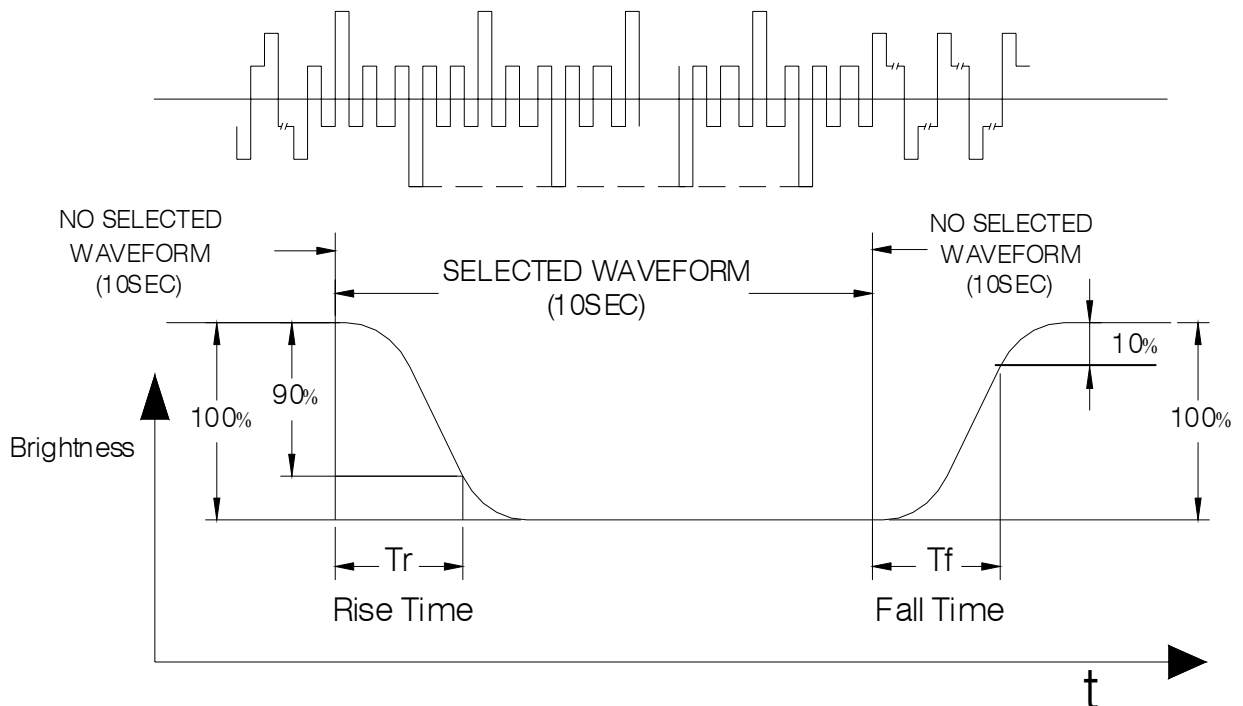 NO SELECTED
WAVEFORM
(10SEC)
SELECTED WAVEFORM
(10SEC)
NO SELECTED
WAVEFORM
(10SEC)
100%
90%
10%
100%
Brightness
Tr
Tf
Rise Time
Fall Time
t